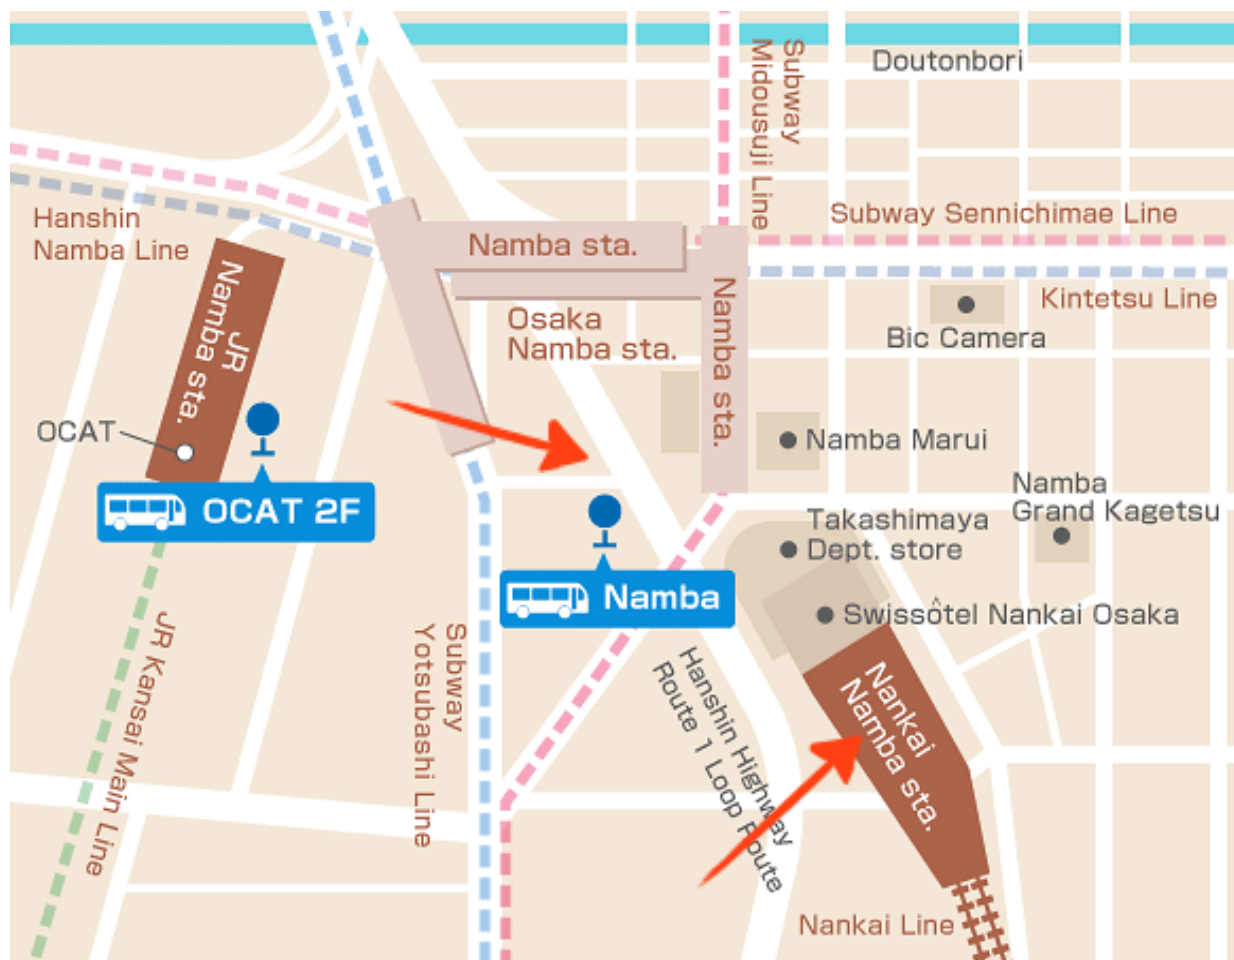 Doutonbori
Subway
Midousuji Line
Hanshin
Namba Line
Subway Sennichimae Line
Namba sta.
Kintetsu Line
JR
Namba sta.
Osaka
Namba sta.
Namba sta.
Bic Camera
OCAT
Namba Marui
OCAT 2F
Namba
Grand Kagetsu
Takashimaya
Dept. store
Namba
Swissôtel Nankai Osaka
JR Kansai Main Line
Subway
Yotsubashi Line
Hanshin Highway
Route 1 Loop Route
Nankai
Namba sta.
Nankai Line